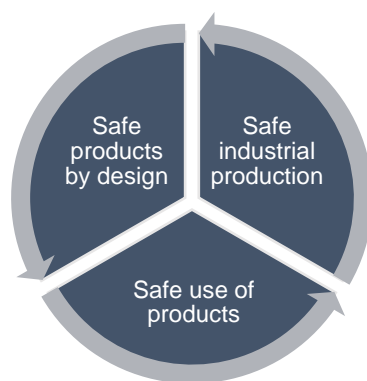 Safe
products
by design
Safe
industrial
production
Safe use of
products